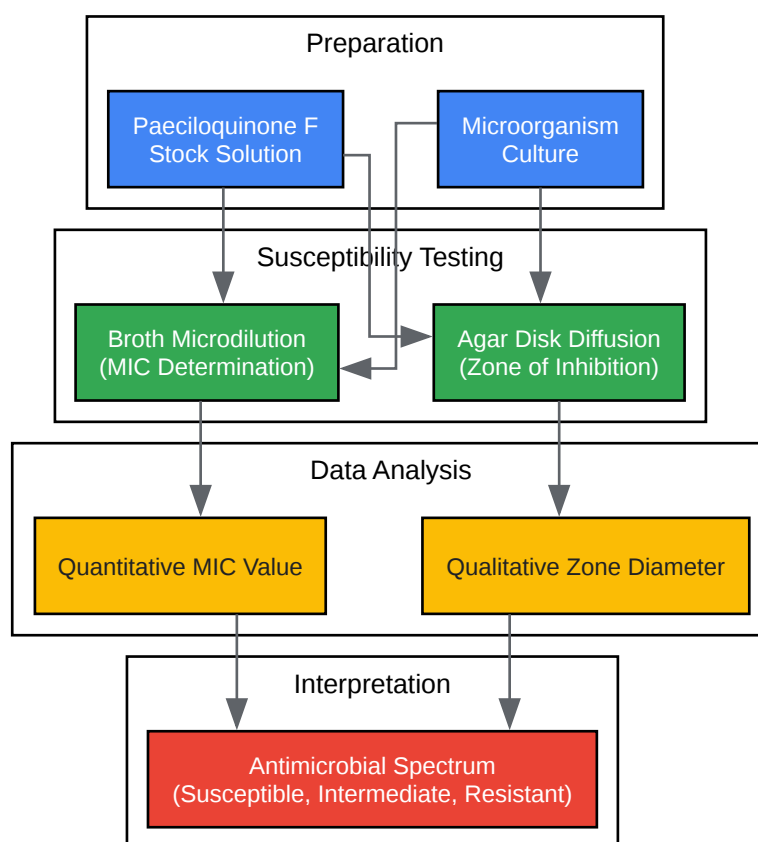 Preparation
Paeciloquinone F
Stock Solution
Microorganism
Culture
Susceptibility Testing
Broth Microdilution
(MIC Determination)
Agar Disk Diffusion
(Zone of Inhibition)
Data Analysis
Quantitative MIC Value
Qualitative Zone Diameter
Interpretation
Antimicrobial Spectrum
(Susceptible, Intermediate, Resistant)